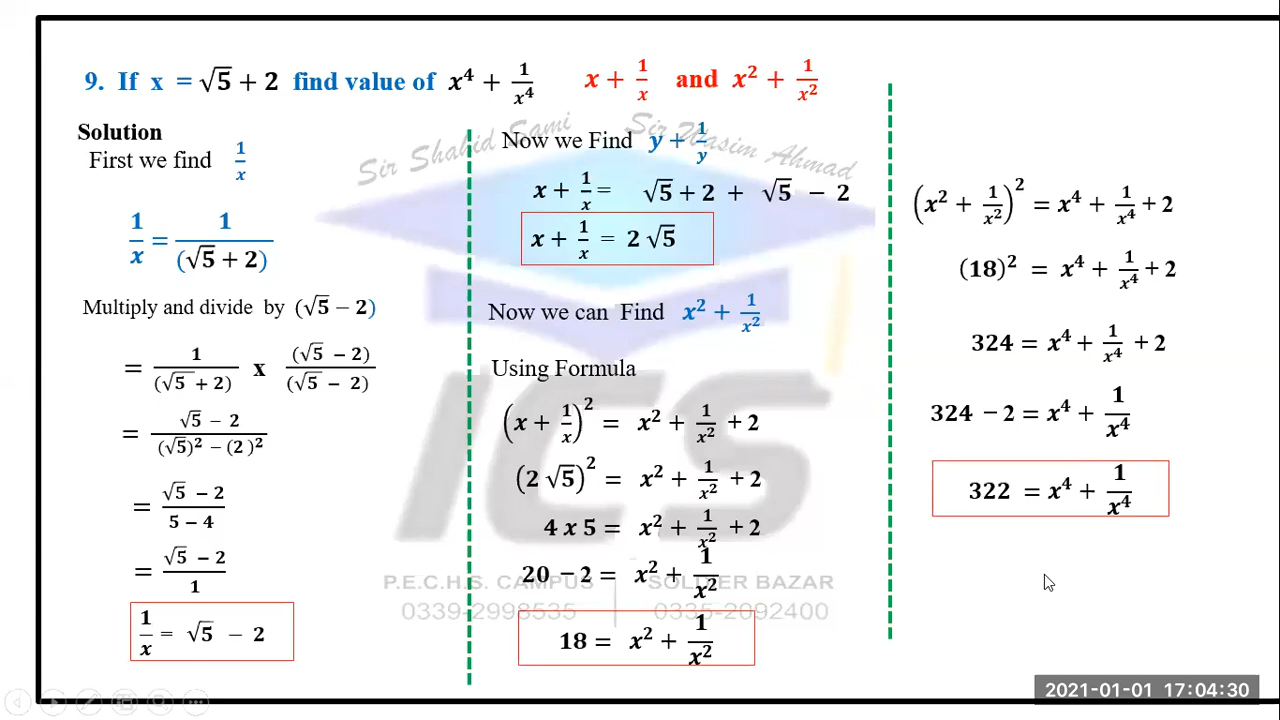 9. If x = √5 + 2 find value of x⁴ + 1/x⁴ x + 1/x and x² + 1/x²
Solution
First we find 1/x
1/x = 1/(√5 + 2)
Multiply and divide by (√5 − 2)
= 1/(√5 + 2) x (√5 − 2)/(√5 − 2)
= √5 − 2/(√5)² − (2)²
= √5 − 2/5 − 4
= √5 − 2/1
1/x = √5 − 2
Sir Shahid Sami Sir Wasim Ahmad
Now we Find y + 1/y
x + 1/x = √5 + 2 + √5 − 2
x + 1/x = 2√5
Now we can Find x² + 1/x²
Using Formula
(x + 1/x)² = x² + 1/x² + 2
(2√5)² = x² + 1/x² + 2
4 x 5 = x² + 1/x² + 2
20 − 2 = x² + 1/x²
18 = x² + 1/x²
(x² + 1/x²)² = x⁴ + 1/x⁴ + 2
(18)² = x⁴ + 1/x⁴ + 2
324 = x⁴ + 1/x⁴ + 2
324 − 2 = x⁴ + 1/x⁴
322 = x⁴ + 1/x⁴
ICS
P.E.C.H.S. CAMPUS SOLDIER BAZAR
0339-2998535 0335-2092400
2021-01-01 17:04:30